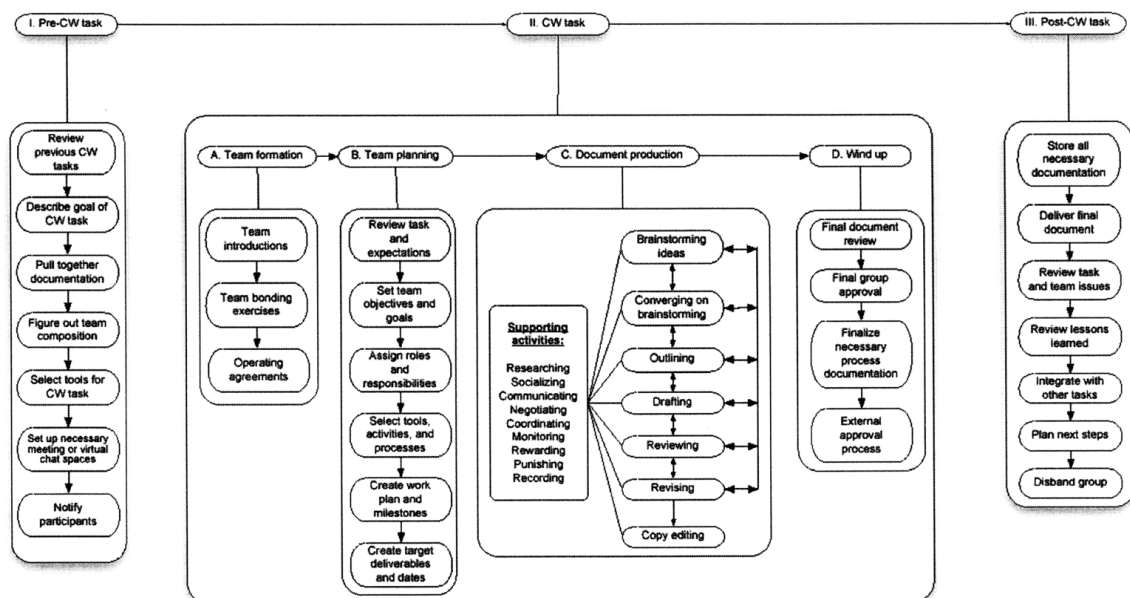 I. Pre-CW task
II. CW task
III. Post-CW task
Review
previous CW
tasks
Describe goal of
CW task
Pull together
documentation
Figure out team
composition
Select tools for
CW task
Set up necessary
meeting or virtual
chat spaces
Notify
participants
A. Team formation
B. Team planning
C. Document production
D. Wind up
Team
introductions
Team bonding
exercises
Operating
agreements
Review task
and
expectations
Set team
objectives and
goals
Assign roles
and
responsibilities
Select tools,
activities, and
processes
Create work
plan and
milestones
Create target
deliverables
and dates
Supporting
activities:
Researching
Socializing
Communicating
Negotiating
Coordinating
Monitoring
Rewarding
Punishing
Recording
Brainstorming
ideas
Converging on
brainstorming
Outlining
Drafting
Reviewing
Revising
Copy editing
Final document
review
Final group
approval
Finalize
necessary
process
documentation
External
approval
process
Store all
necessary
documentation
Deliver final
document
Review task
and team issues
Review lessons
learned
Integrate with
other tasks
Plan next steps
Disband group